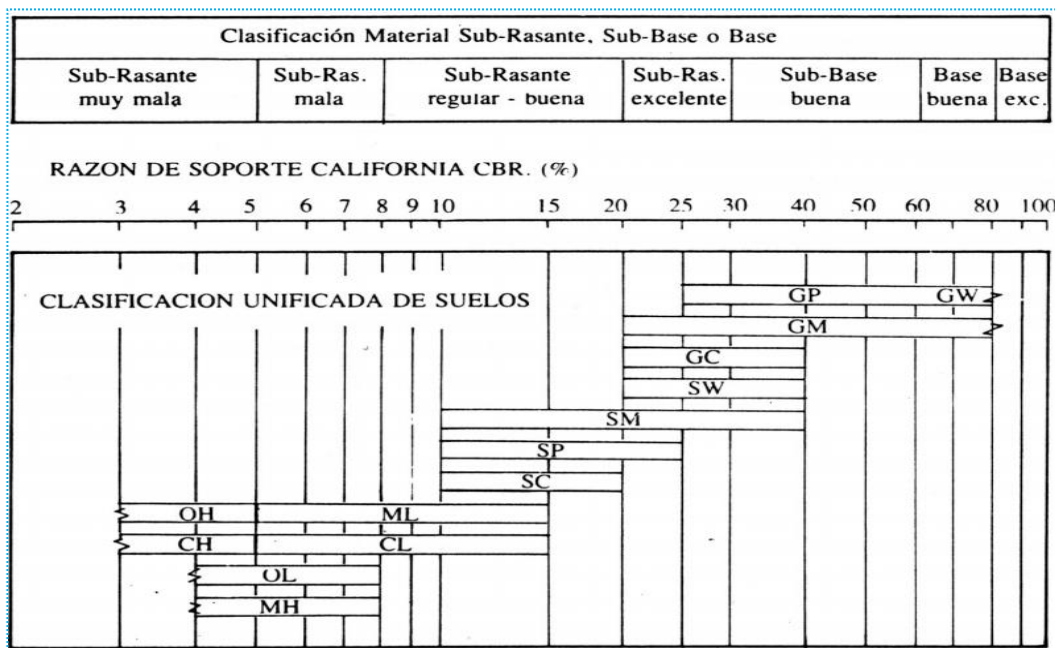 Clasificación Material Sub-Rasante, Sub-Base o Base
Sub-Rasante
muy mala
Sub-Ras.
mala
Sub-Rasante
regular - buena
Sub-Ras.
excelente
Sub-Base
buena
Base
buena
Base
exc.
RAZON DE SOPORTE CALIFORNIA CBR. (%)
2 3 4 5 6 7 8 9 10 15 20 25 30 40 50 60 80 100
CLASIFICACION UNIFICADA DE SUELOS
GP GW
GM
GC
SW
SM
SP
SC
OH ML
CH CL
OL
MH